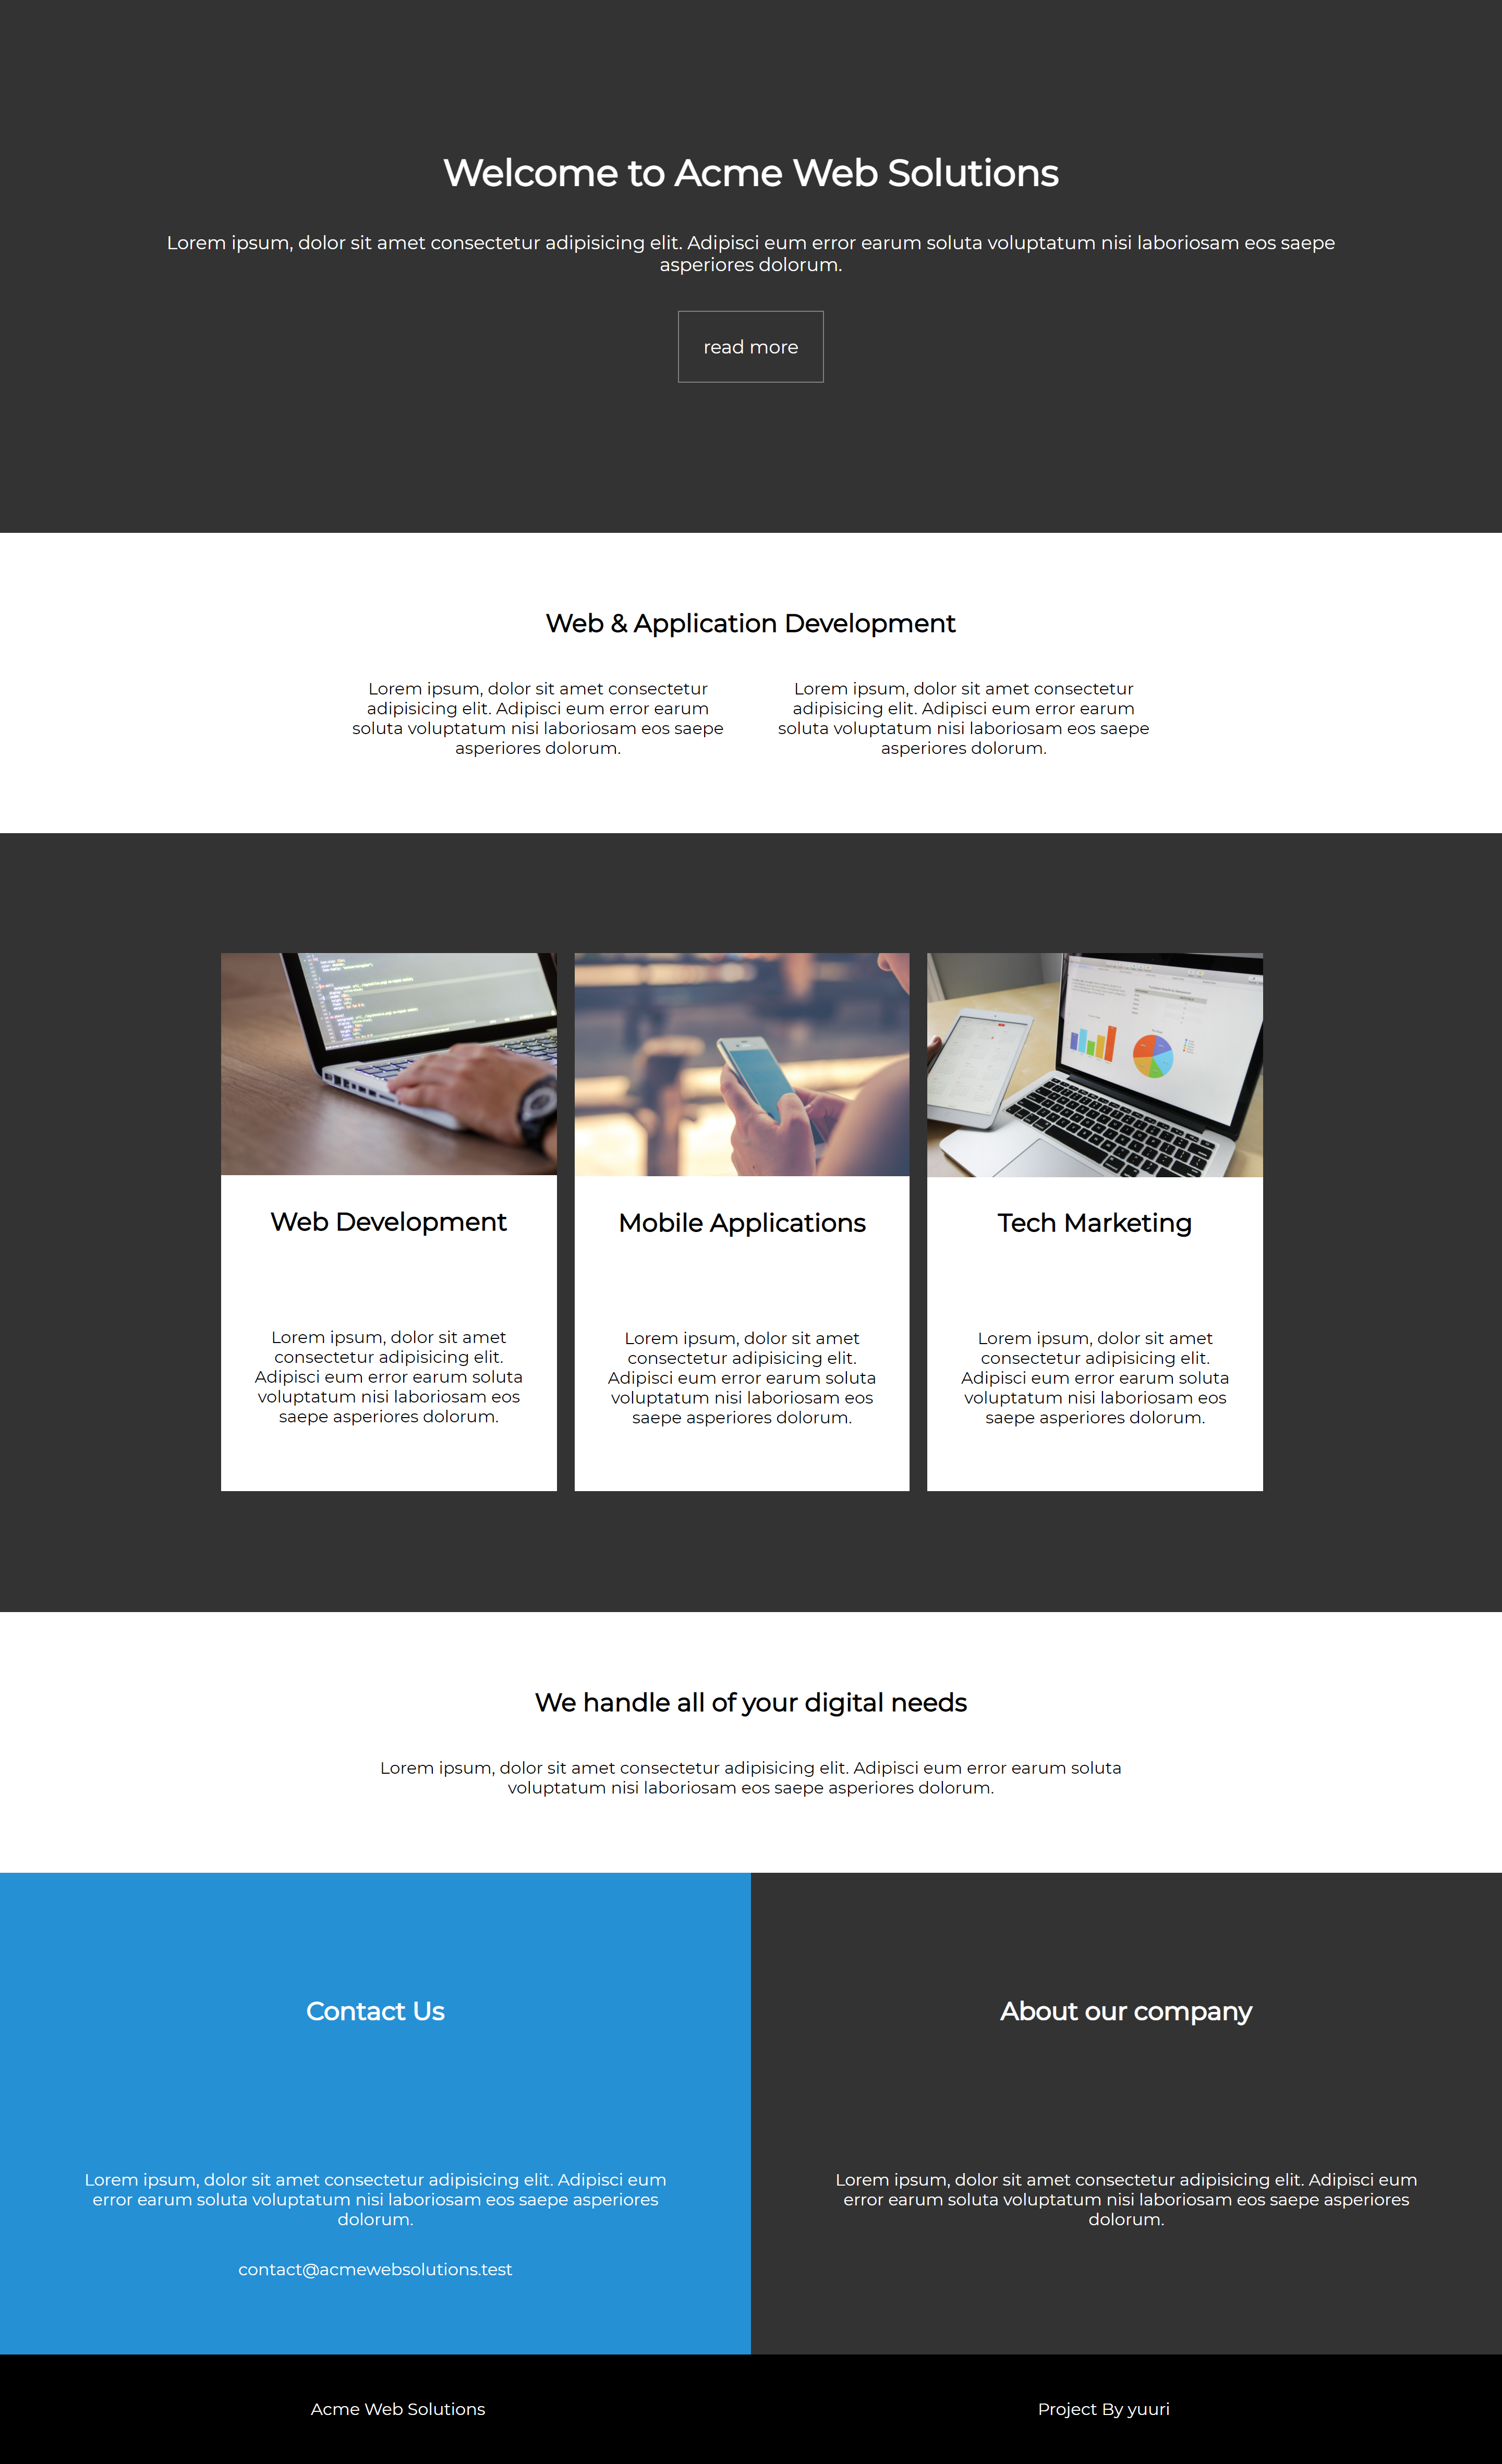 Welcome to Acme Web Solutions
Lorem ipsum, dolor sit amet consectetur adipisicing elit. Adipisci eum error earum soluta voluptatum nisi laboriosam eos saepe
asperiores dolorum.
read more
Web & Application Development
Lorem ipsum, dolor sit amet consectetur
adipisicing elit. Adipisci eum error earum
soluta voluptatum nisi laboriosam eos saepe
asperiores dolorum.
Lorem ipsum, dolor sit amet consectetur
adipisicing elit. Adipisci eum error earum
soluta voluptatum nisi laboriosam eos saepe
asperiores dolorum.
Web Development
Lorem ipsum, dolor sit amet
consectetur adipisicing elit.
Adipisci eum error earum soluta
voluptatum nisi laboriosam eos
saepe asperiores dolorum.
Mobile Applications
Lorem ipsum, dolor sit amet
consectetur adipisicing elit.
Adipisci eum error earum soluta
voluptatum nisi laboriosam eos
saepe asperiores dolorum.
Tech Marketing
Lorem ipsum, dolor sit amet
consectetur adipisicing elit.
Adipisci eum error earum soluta
voluptatum nisi laboriosam eos
saepe asperiores dolorum.
We handle all of your digital needs
Lorem ipsum, dolor sit amet consectetur adipisicing elit. Adipisci eum error earum soluta
voluptatum nisi laboriosam eos saepe asperiores dolorum.
Contact Us
Lorem ipsum, dolor sit amet consectetur adipisicing elit. Adipisci eum
error earum soluta voluptatum nisi laboriosam eos saepe asperiores
dolorum.
contact@acmewebsolutions.test
About our company
Lorem ipsum, dolor sit amet consectetur adipisicing elit. Adipisci eum
error earum soluta voluptatum nisi laboriosam eos saepe asperiores
dolorum.
Acme Web Solutions
Project By yuuri